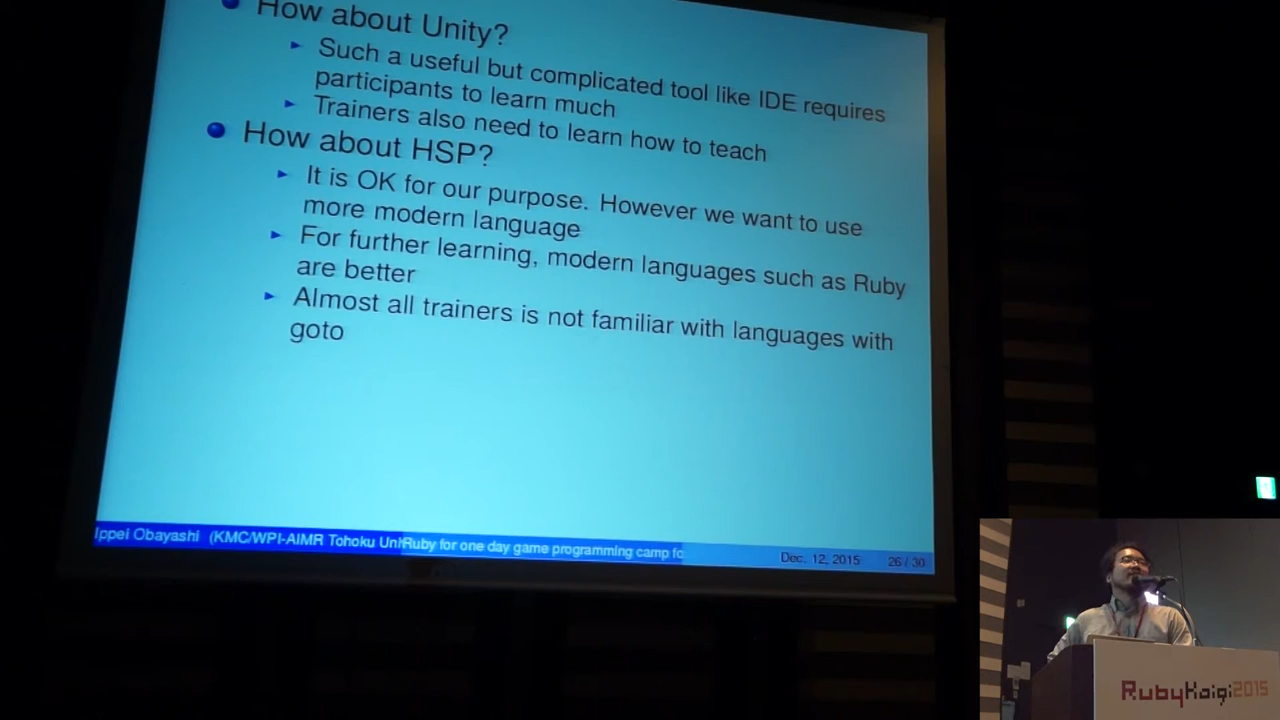 How about Unity?
Such a useful but complicated tool like IDE requires
participants to learn much
Trainers also need to learn how to teach
How about HSP?
It is OK for our purpose. However we want to use
more modern language
For further learning, modern languages such as Ruby
are better
Almost all trainers is not familiar with languages with
goto
Ippei Obayashi (KMC/WPI-AIMR Tohoku Uni Ruby for one day game programming camp fo Dec. 12, 2015 26 / 30
RubyKaigi2015